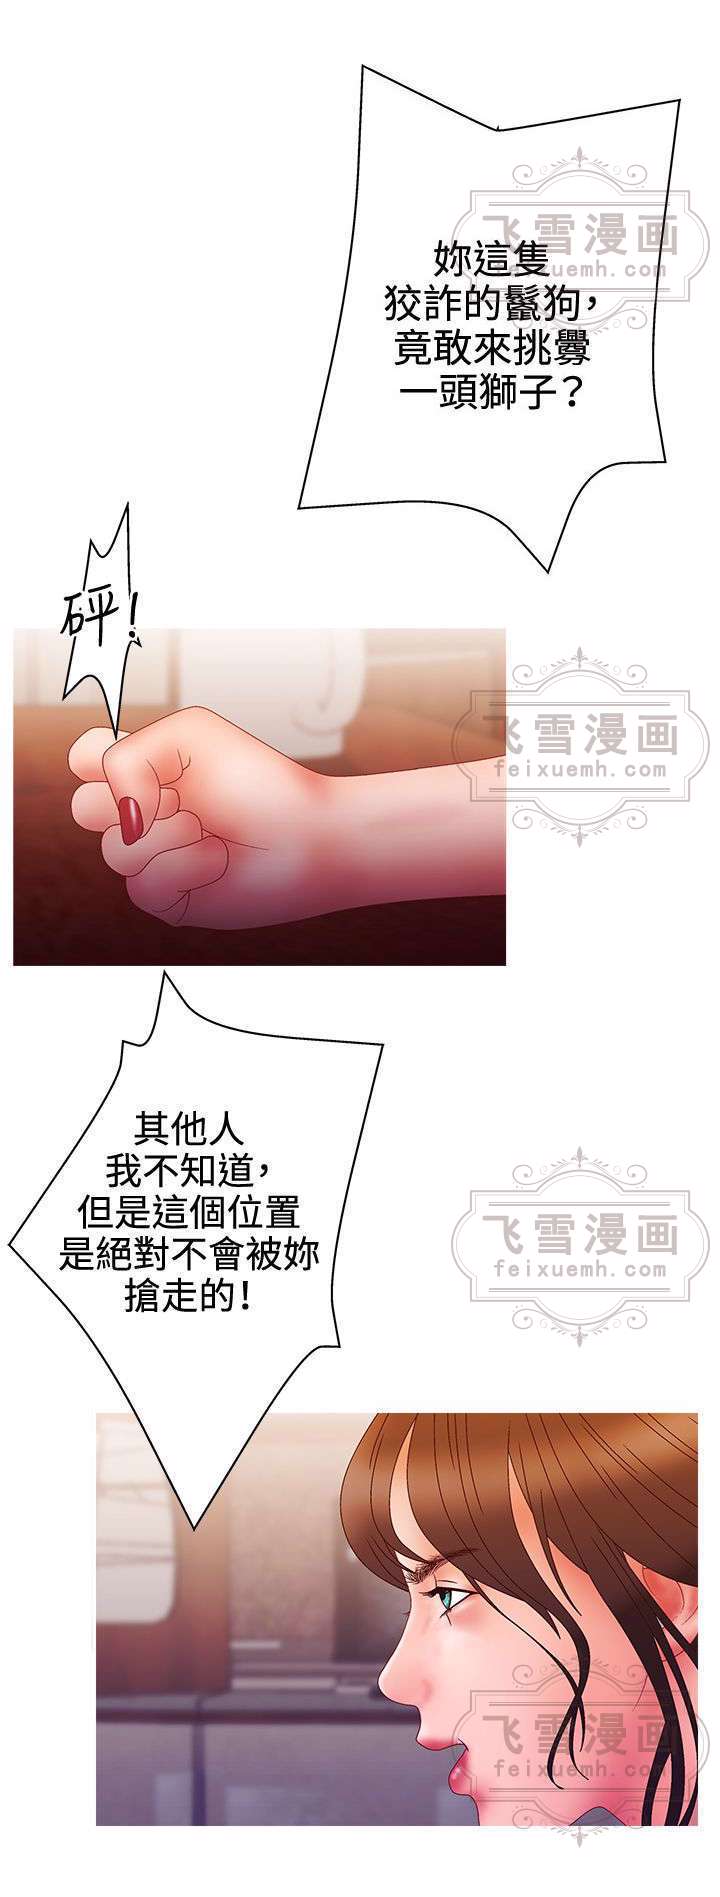 飞雪漫画
feixuemh.com
妳這隻
狡詐的鬣狗，
竟敢來挑釁
一頭獅子？
砰！
飞雪漫画
feixuemh.com
其他人
我不知道，
但是這個位置
是絕對不會被妳
搶走的！
飞雪漫画
feixuemh.com
飞雪漫画
feixuemh.com